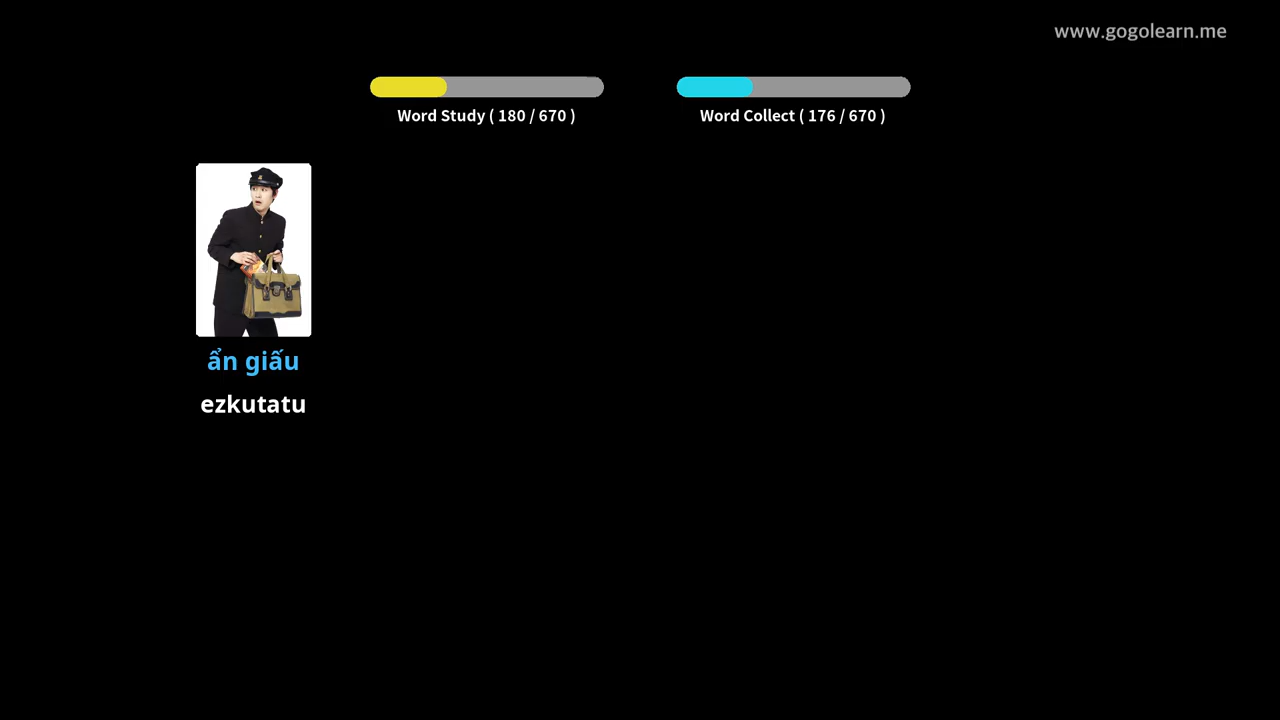 www.gogolearn.me
Word Study ( 180 / 670 )
Word Collect ( 176 / 670 )
ẩn giấu
ezkutatu